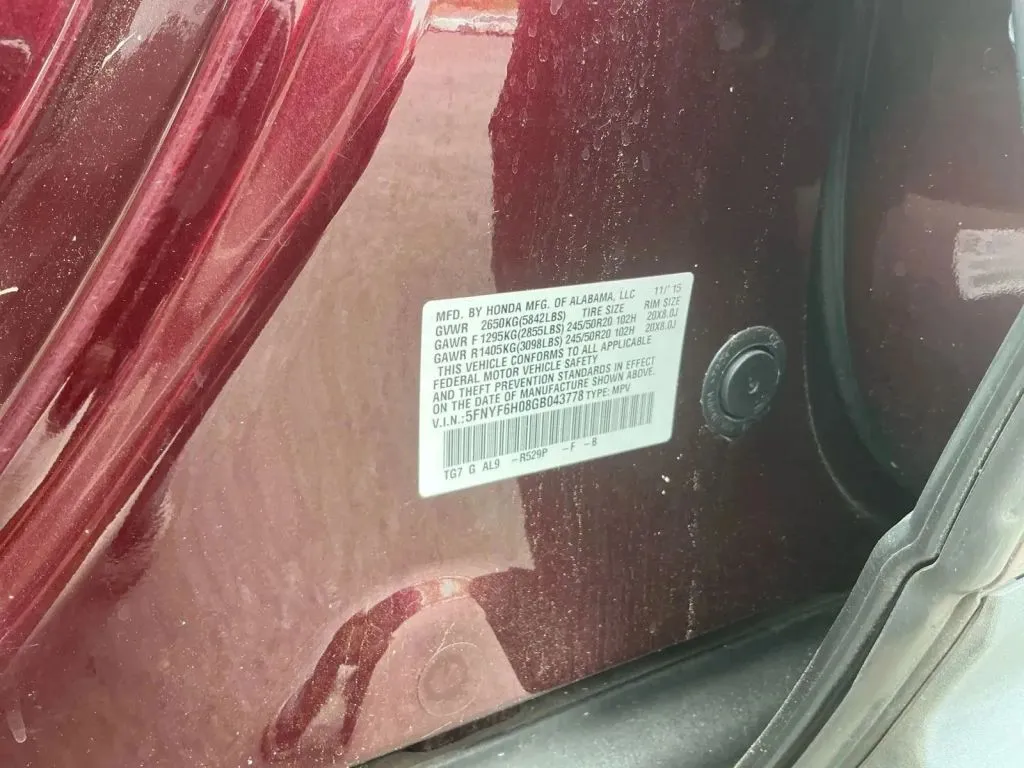 MFD. BY HONDA MFG. OF ALABAMA, LLC 11/'15
GVWR 2650KG(5842LBS) TIRE SIZE RIM SIZE
GAWR F 1295KG(2855LBS) 245/50R20 102H 20X8.0J
GAWR R1405KG(3098LBS) 245/50R20 102H 20X8.0J
THIS VEHICLE CONFORMS TO ALL APPLICABLE
FEDERAL MOTOR VEHICLE SAFETY
AND THEFT PREVENTION STANDARDS IN EFFECT
ON THE DATE OF MANUFACTURE SHOWN ABOVE.
V.I.N.:5FNYF6H08GB043778 TYPE: MPV
TG7 G AL9 -R529P -F -B